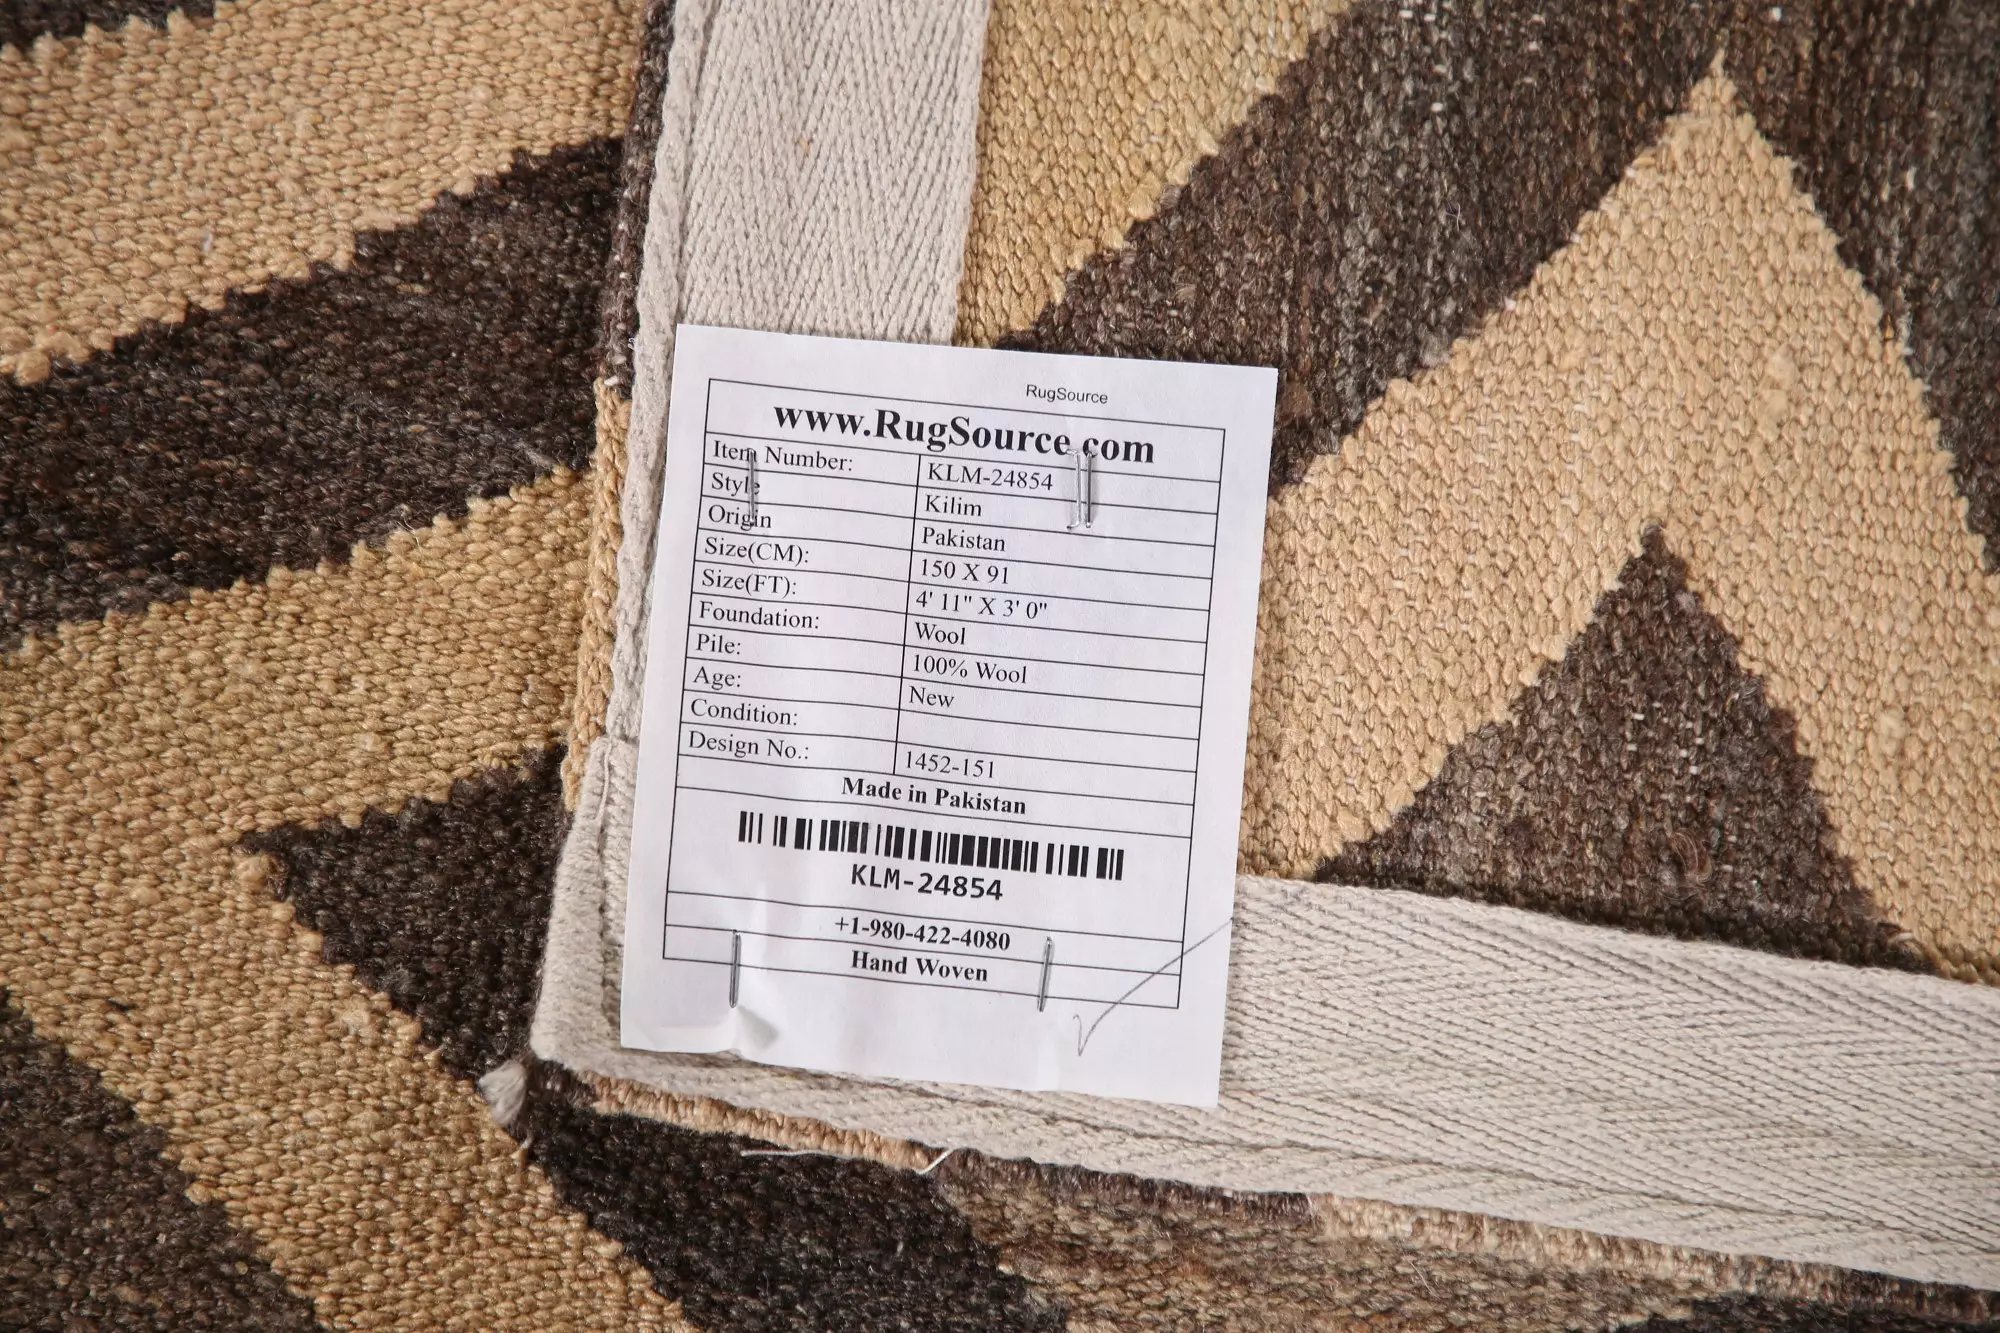 RugSource
www.RugSource.com
Item Number: KLM-24854
Style Kilim
Origin Pakistan
Size(CM): 150 X 91
Size(FT): 4' 11" X 3' 0"
Foundation: Wool
Pile: 100% Wool
Age: New
Condition:
Design No.: 1452-151
Made in Pakistan
KLM-24854
+1-980-422-4080
Hand Woven